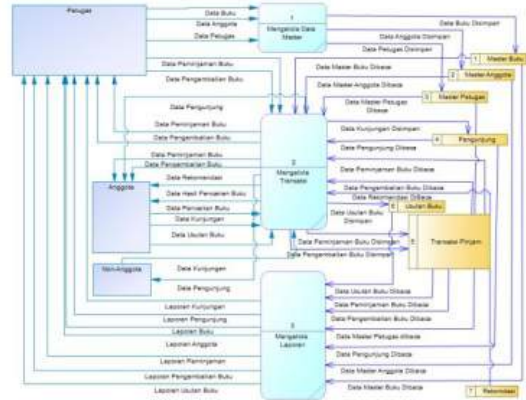 Petugas
Data Buku
Data Anggota
Data Petugas
1
Mengelola Data
Master
Data Buku Disimpan
Data Anggota Disimpan
Data Petugas Disimpan
1 Master Buku
2 Master Anggota
3 Master Petugas
Data Peminjaman Buku
Data Pengembalian Buku
Data Master Buku Dibaca
Data Master Anggota Dibaca
Data Master Petugas Dibaca
Data Pengunjung
Data Peminjaman Buku
Data Pengembalian Buku
Data Peminjaman Buku
Data Pengembalian Buku
Data Kunjungan Disimpan
4 Pengunjung
Data Pengunjung Dibaca
Data Peminjaman Buku Dibaca
2
Mengelola
Transaksi
Anggota
Data Rekomendasi
Data Hasil Pencarian Buku
Data Pencarian Buku
Data Kunjungan
Data Usulan Buku
Data Pengembalian Buku Dibaca
Data Rekomendasi Dibaca
Data Usulan Buku
Disimpan
6 Usulan Buku
5 Transaksi Pinjam
Data Peminjaman Buku Disimpan
Data Pengembalian Buku Disimpan
Non-Anggota
Data Kunjungan
Data Pengunjung
Laporan Kunjungan
Laporan Pengunjung
Laporan Buku
Laporan Anggota
Laporan Peminjaman
Laporan Pengembalian Buku
Laporan Usulan Buku
3
Mengelola
Laporan
Data Usulan Buku Dibaca
Data Peminjaman Buku Dibaca
Data Pengembalian Buku Dibaca
Data Master Petugas dibaca
Data Pengunjung Dibaca
Data Master Anggota Dibaca
Data Master Buku Dibaca
7 Rekomendasi